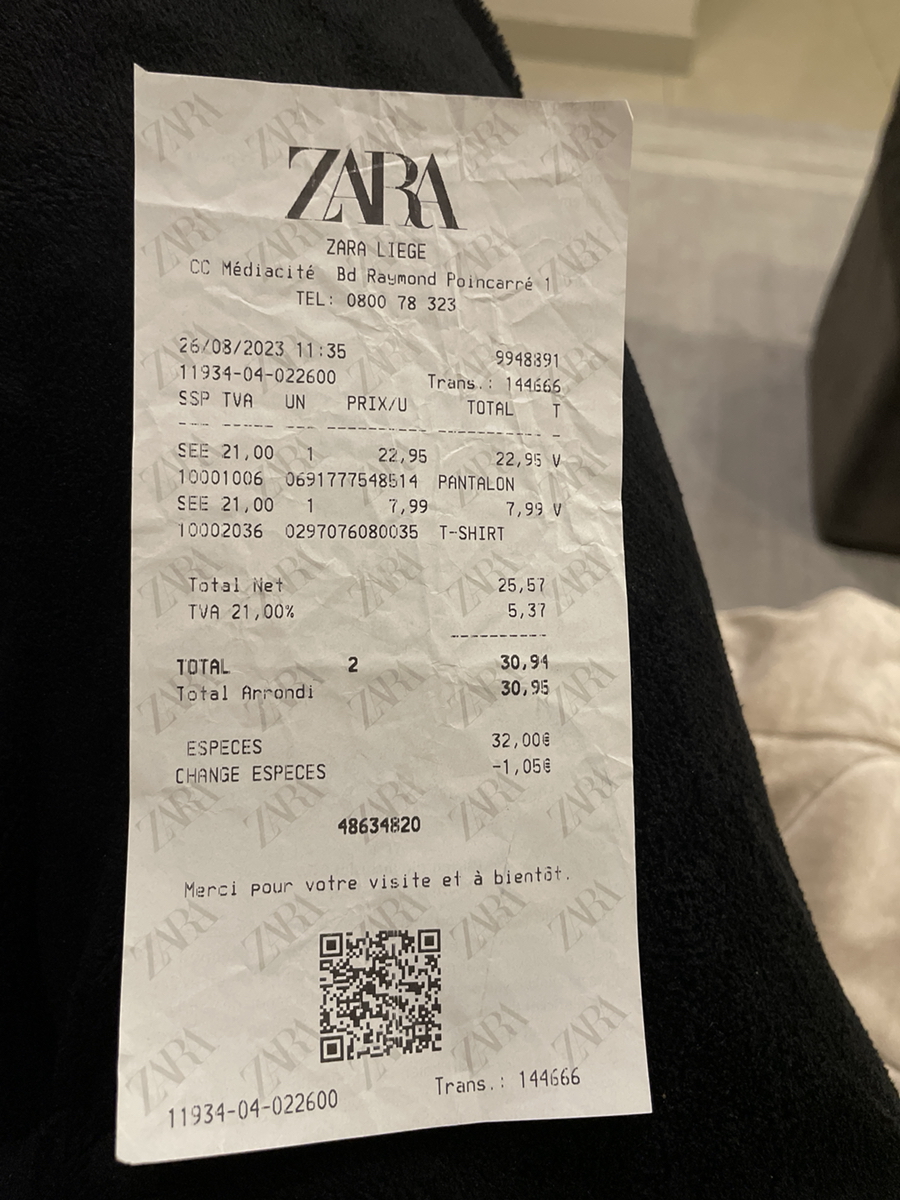 ZARA
ZARA LIEGE
CC Médiacité Bd Raymond Poincarré 1
TEL: 0800 78 323
26/08/2023 11:35 9948891
11934-04-022600 Trans.: 144666
SSP TVA UN PRIX/U TOTAL T
--- ----- --- ---------- ---------- -
SEE 21,00 1 22,95 22,95 V
10001006 0691777548514 PANTALON
SEE 21,00 1 7,99 7,99 V
10002036 0297076080035 T-SHIRT
Total Net 25,57
TVA 21,00% 5,37
----------
TOTAL 2 30,94
Total Arrondi 30,95
ESPECES 32,00€
CHANGE ESPECES -1,05€
48634820
Merci pour votre visite et à bientôt.
11934-04-022600 Trans.: 144666